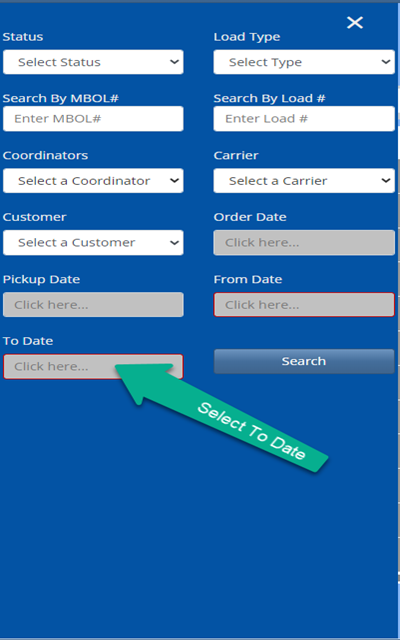 Status Load Type
Select Status Select Type
Search By MBOL# Search By Load #
Enter MBOL# Enter Load #
Coordinators Carrier
Select a Coordinator Select a Carrier
Customer Order Date
Select a Customer Click here...
Pickup Date From Date
Click here... Click here...
To Date
Click here... Search
Select To Date